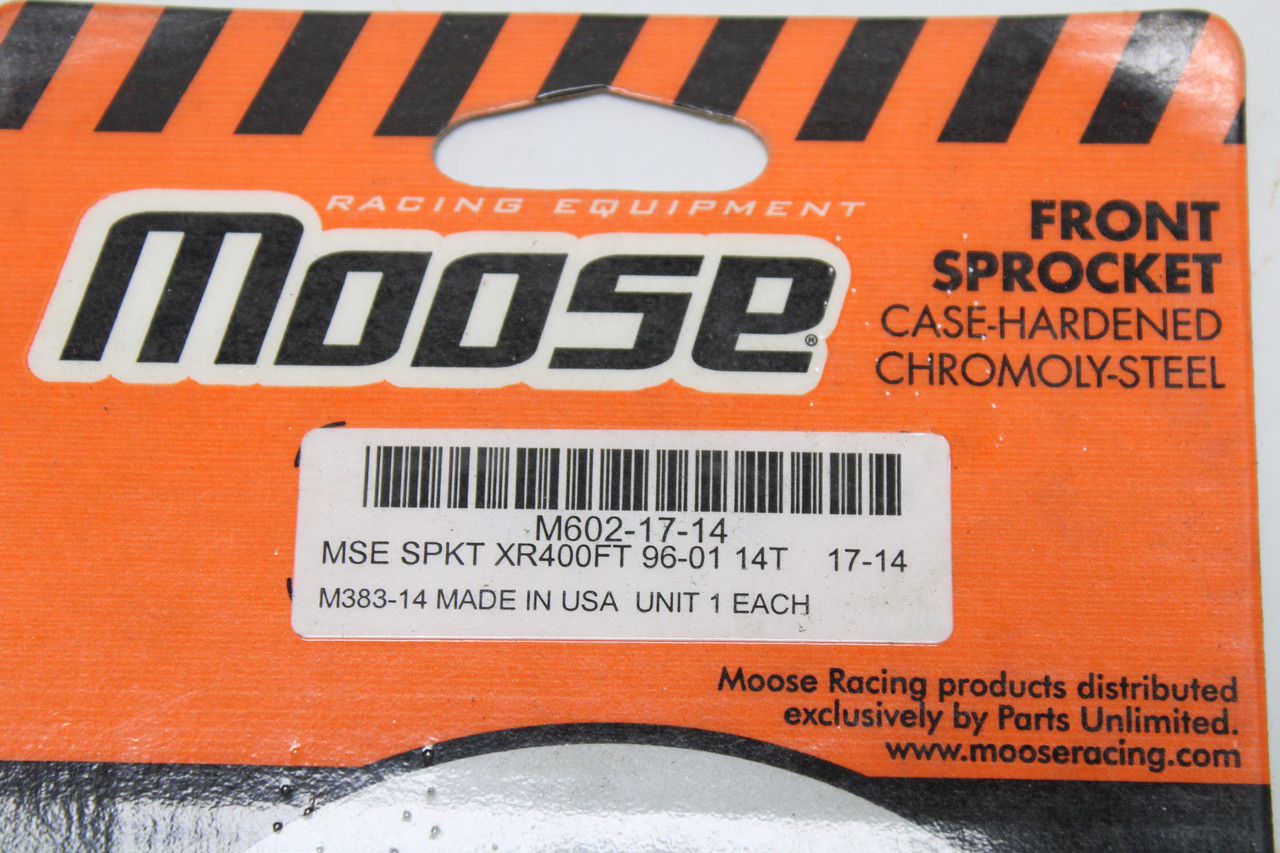 RACING EQUIPMENT
Moose®
FRONT
SPROCKET
CASE-HARDENED
CHROMOLY-STEEL
M602-17-14
MSE SPKT XR400FT 96-01 14T 17-14
M383-14 MADE IN USA UNIT 1 EACH
Moose Racing products distributed
exclusively by Parts Unlimited.
www.mooseracing.com